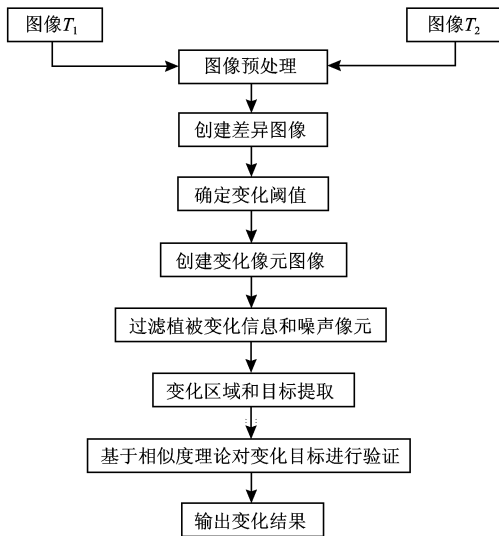 图像T₁
图像T₂
图像预处理
创建差异图像
确定变化阈值
创建变化像元图像
过滤植被变化信息和噪声像元
变化区域和目标提取
基于相似度理论对变化目标进行验证
输出变化结果